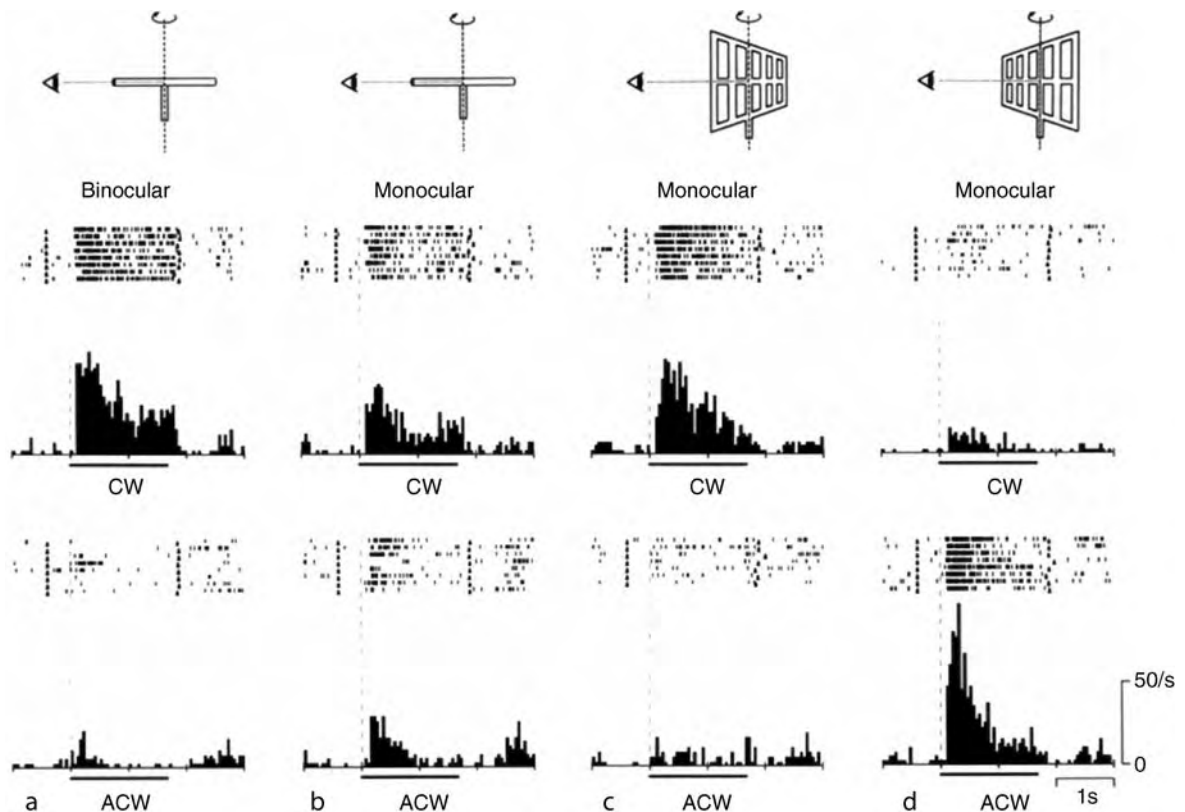 Binocular Monocular Monocular Monocular
CW CW CW CW
50/s
0
a ACW b ACW c ACW d ACW 1s